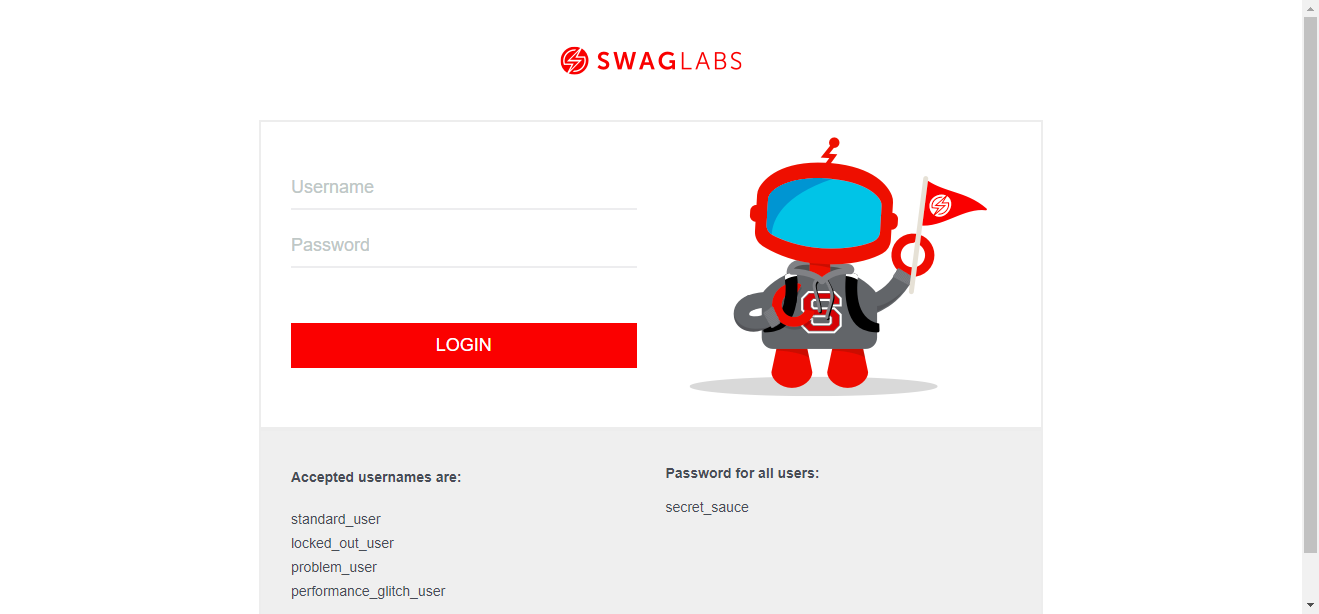 SWAGLABS
Username
Password
LOGIN
S
Accepted usernames are:
standard_user
locked_out_user
problem_user
performance_glitch_user
Password for all users:
secret_sauce